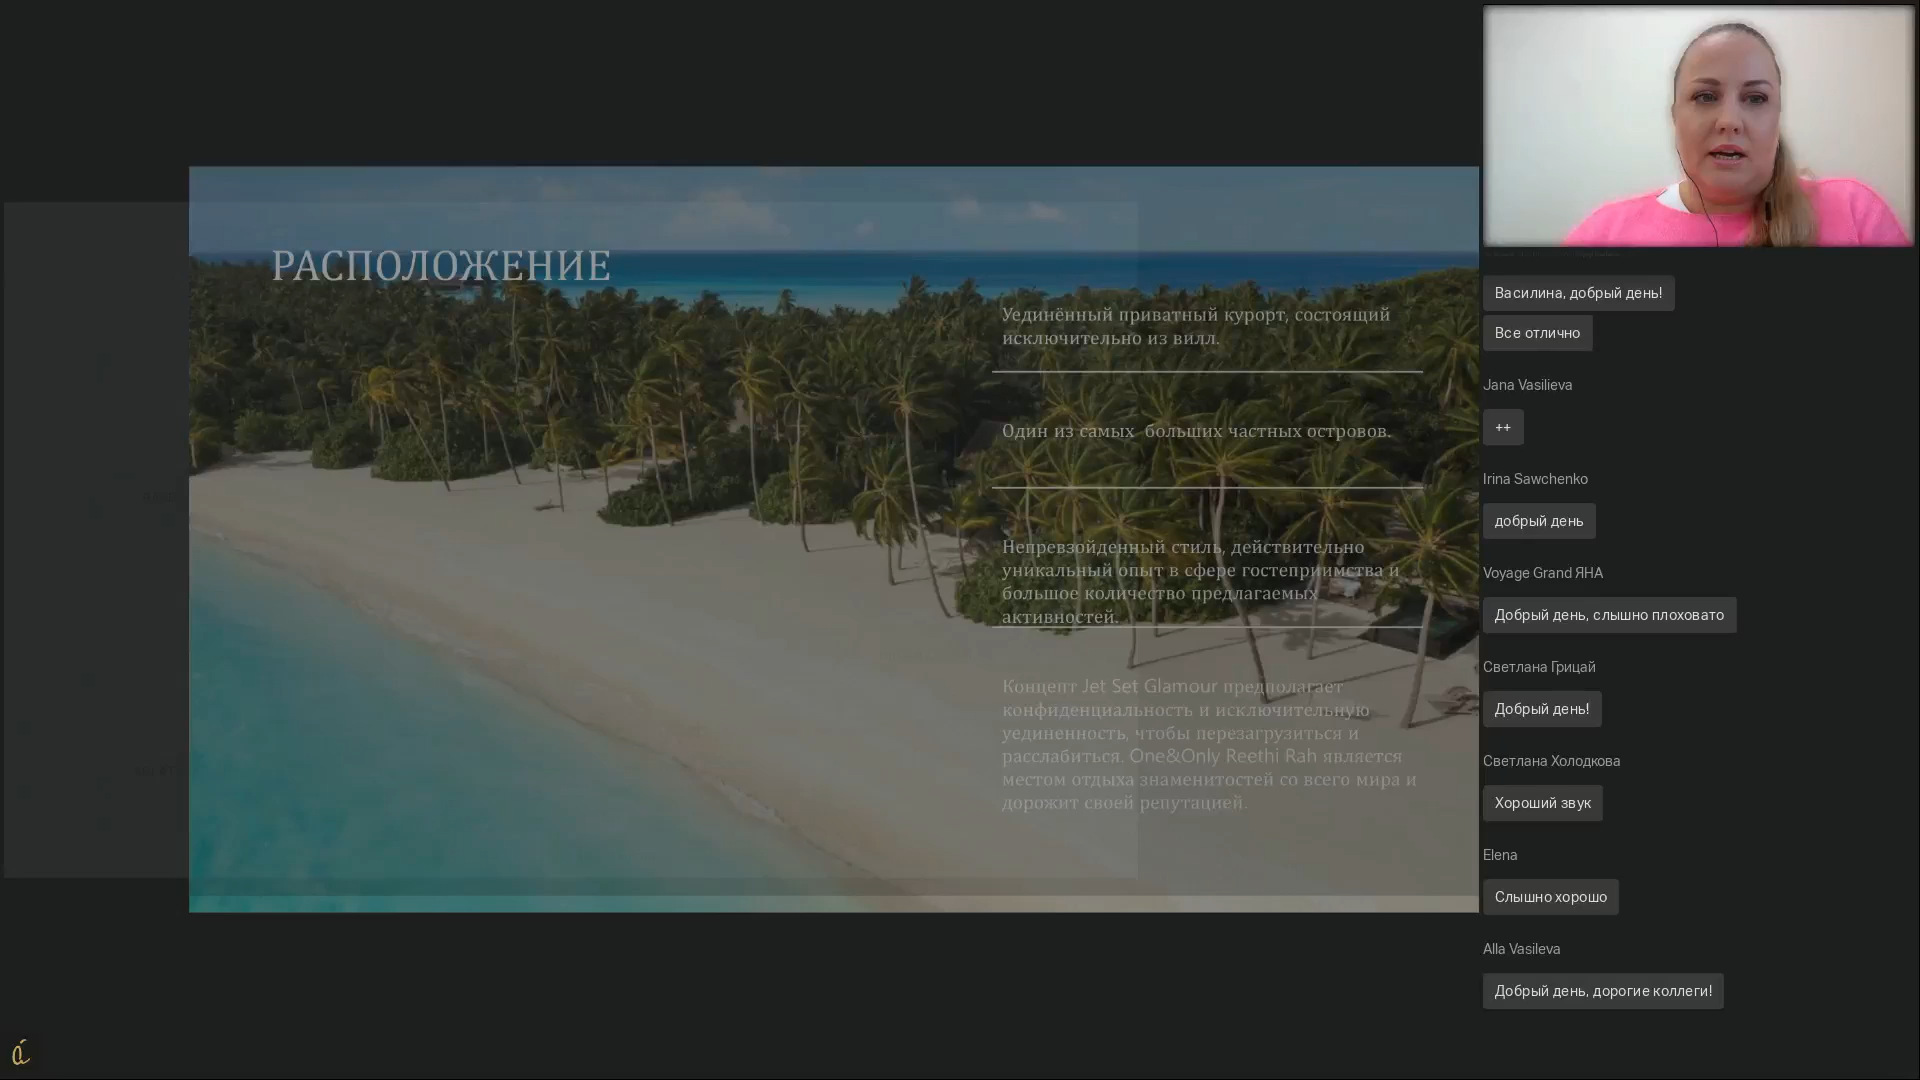 РАСПОЛОЖЕНИЕ
Уединённый приватный курорт, состоящий
исключительно из вилл.
Один из самых больших частных островов.
Непревзойденный стиль, действительно
уникальный опыт в сфере гостеприимства и
большое количество предлагаемых
активностей.
Концепт Jet Set Glamour предполагает
конфиденциальность и исключительную
уединенность, чтобы перезагрузиться и
расслабиться. One&Only Reethi Rah является
местом отдыха знаменитостей со всего мира и
дорожит своей репутацией.
Василина, добрый день!
Все отлично
Jana Vasilieva
++
Irina Sawchenko
добрый день
Voyage Grand ЯНА
Добрый день, слышно плоховато
Светлана Грицай
Добрый день!
Светлана Холодкова
Хороший звук
Elena
Слышно хорошо
Alla Vasileva
Добрый день, дорогие коллеги!